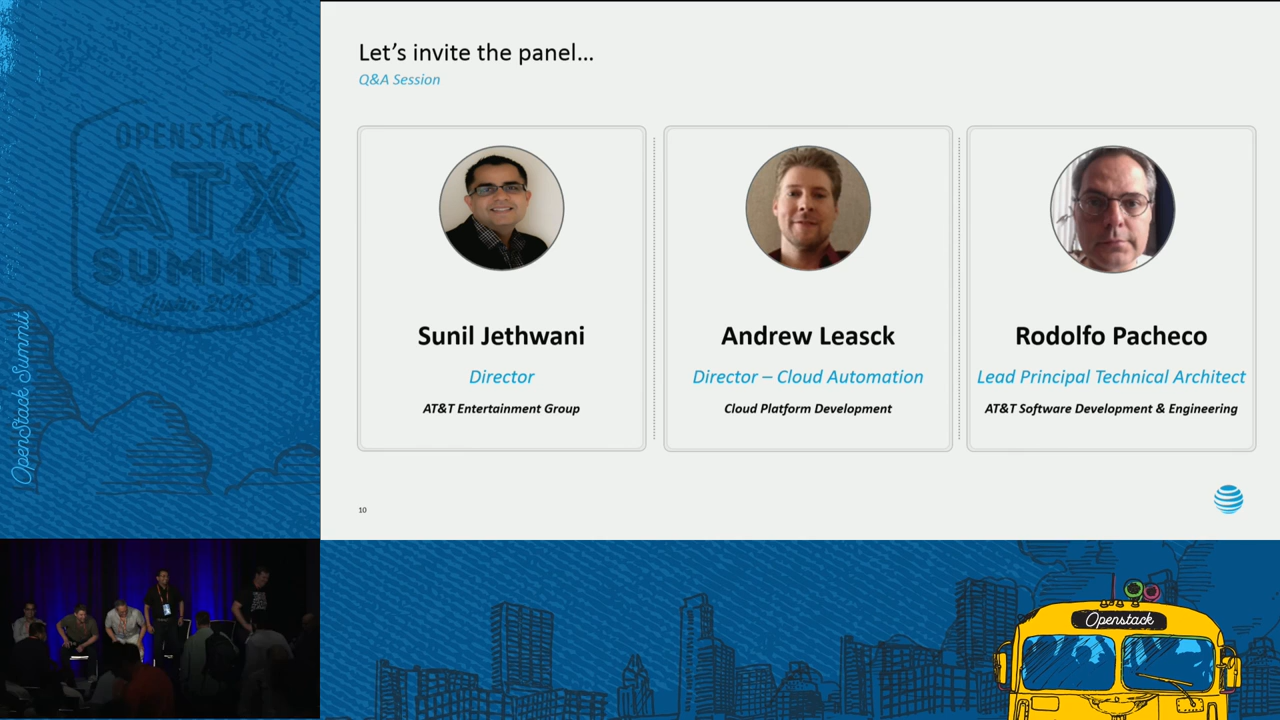 Let's invite the panel...
Q&A Session
Sunil Jethwani
Director
AT&T Entertainment Group
Andrew Leasck
Director – Cloud Automation
Cloud Platform Development
Rodolfo Pacheco
Lead Principal Technical Architect
AT&T Software Development & Engineering
10
OPENSTACK
ATX
SUMMIT
OpenStack Summit
Openstack